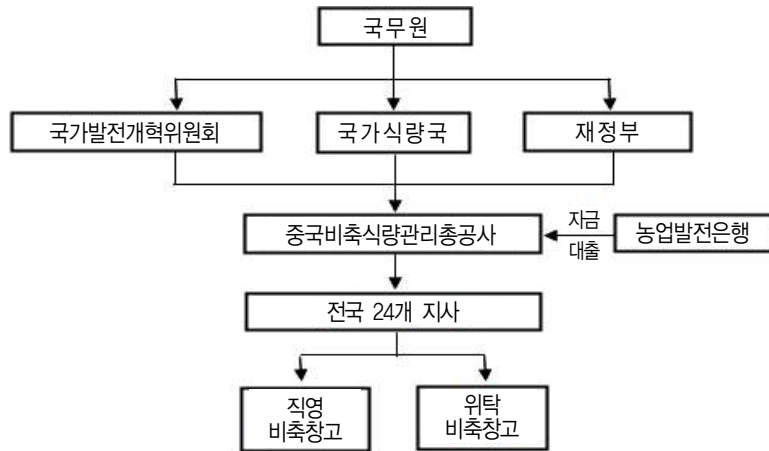 국무원
국가발전개혁위원회
국가식량국
재정부
중국비축식량관리총공사
자금
대출
농업발전은행
전국 24개 지사
직영
비축창고
위탁
비축창고